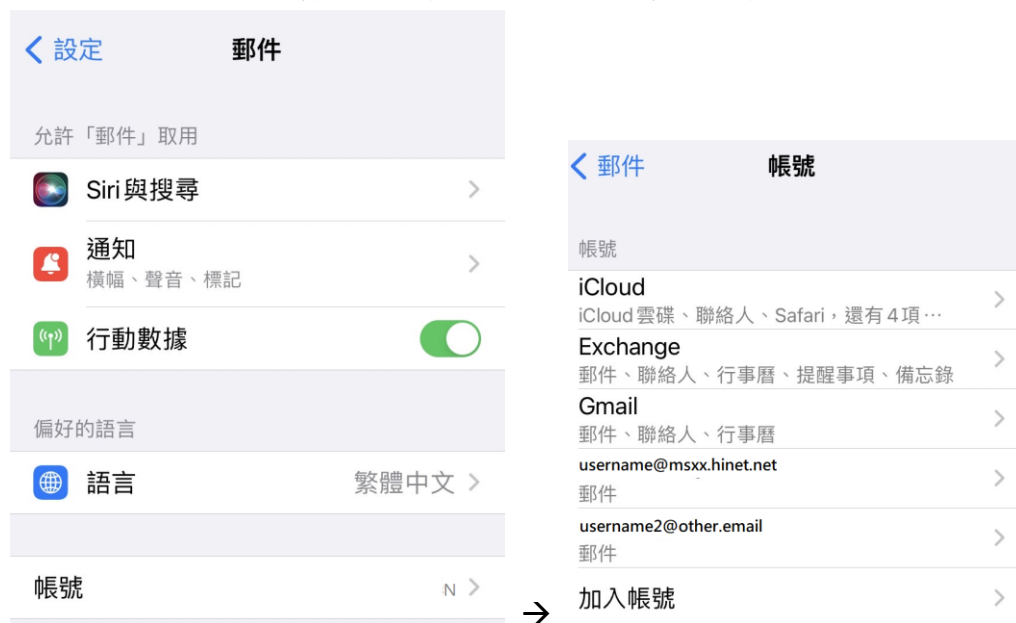 設定
郵件
允許「郵件」取用
Siri與搜尋
通知
橫幅、聲音、標記
行動數據
偏好的語言
語言
繁體中文
帳號
N
→
郵件
帳號
帳號
iCloud
iCloud雲碟、聯絡人、Safari,還有4項…
Exchange
郵件、聯絡人、行事曆、提醒事項、備忘錄
Gmail
郵件、聯絡人、行事曆
username@msxx.hinet.net
郵件
username2@other.email
郵件
加入帳號